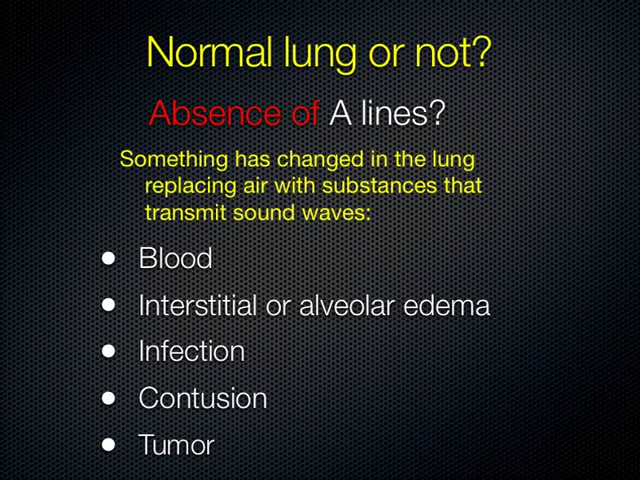 Normal lung or not?
Absence of A lines?
Something has changed in the lung
replacing air with substances that
transmit sound waves:
• Blood
• Interstitial or alveolar edema
• Infection
• Contusion
• Tumor